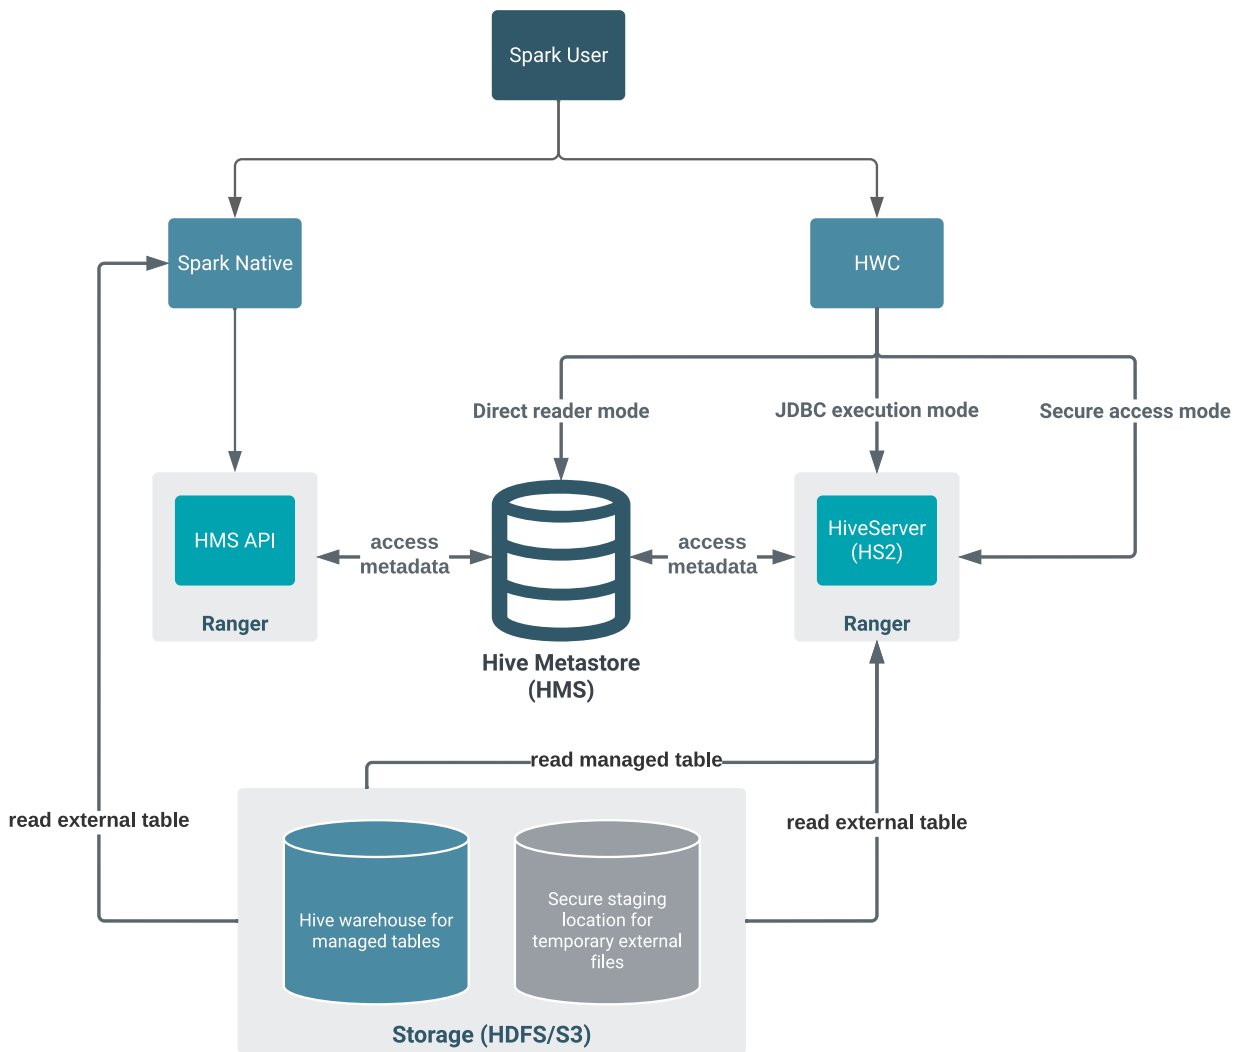 Spark User
Spark Native
HWC
Direct reader mode
JDBC execution mode
Secure access mode
HMS API
Ranger
access
metadata
Hive Metastore
(HMS)
access
metadata
HiveServer
(HS2)
Ranger
read managed table
read external table
read external table
Hive warehouse for
managed tables
Secure staging
location for
temporary external
files
Storage (HDFS/S3)